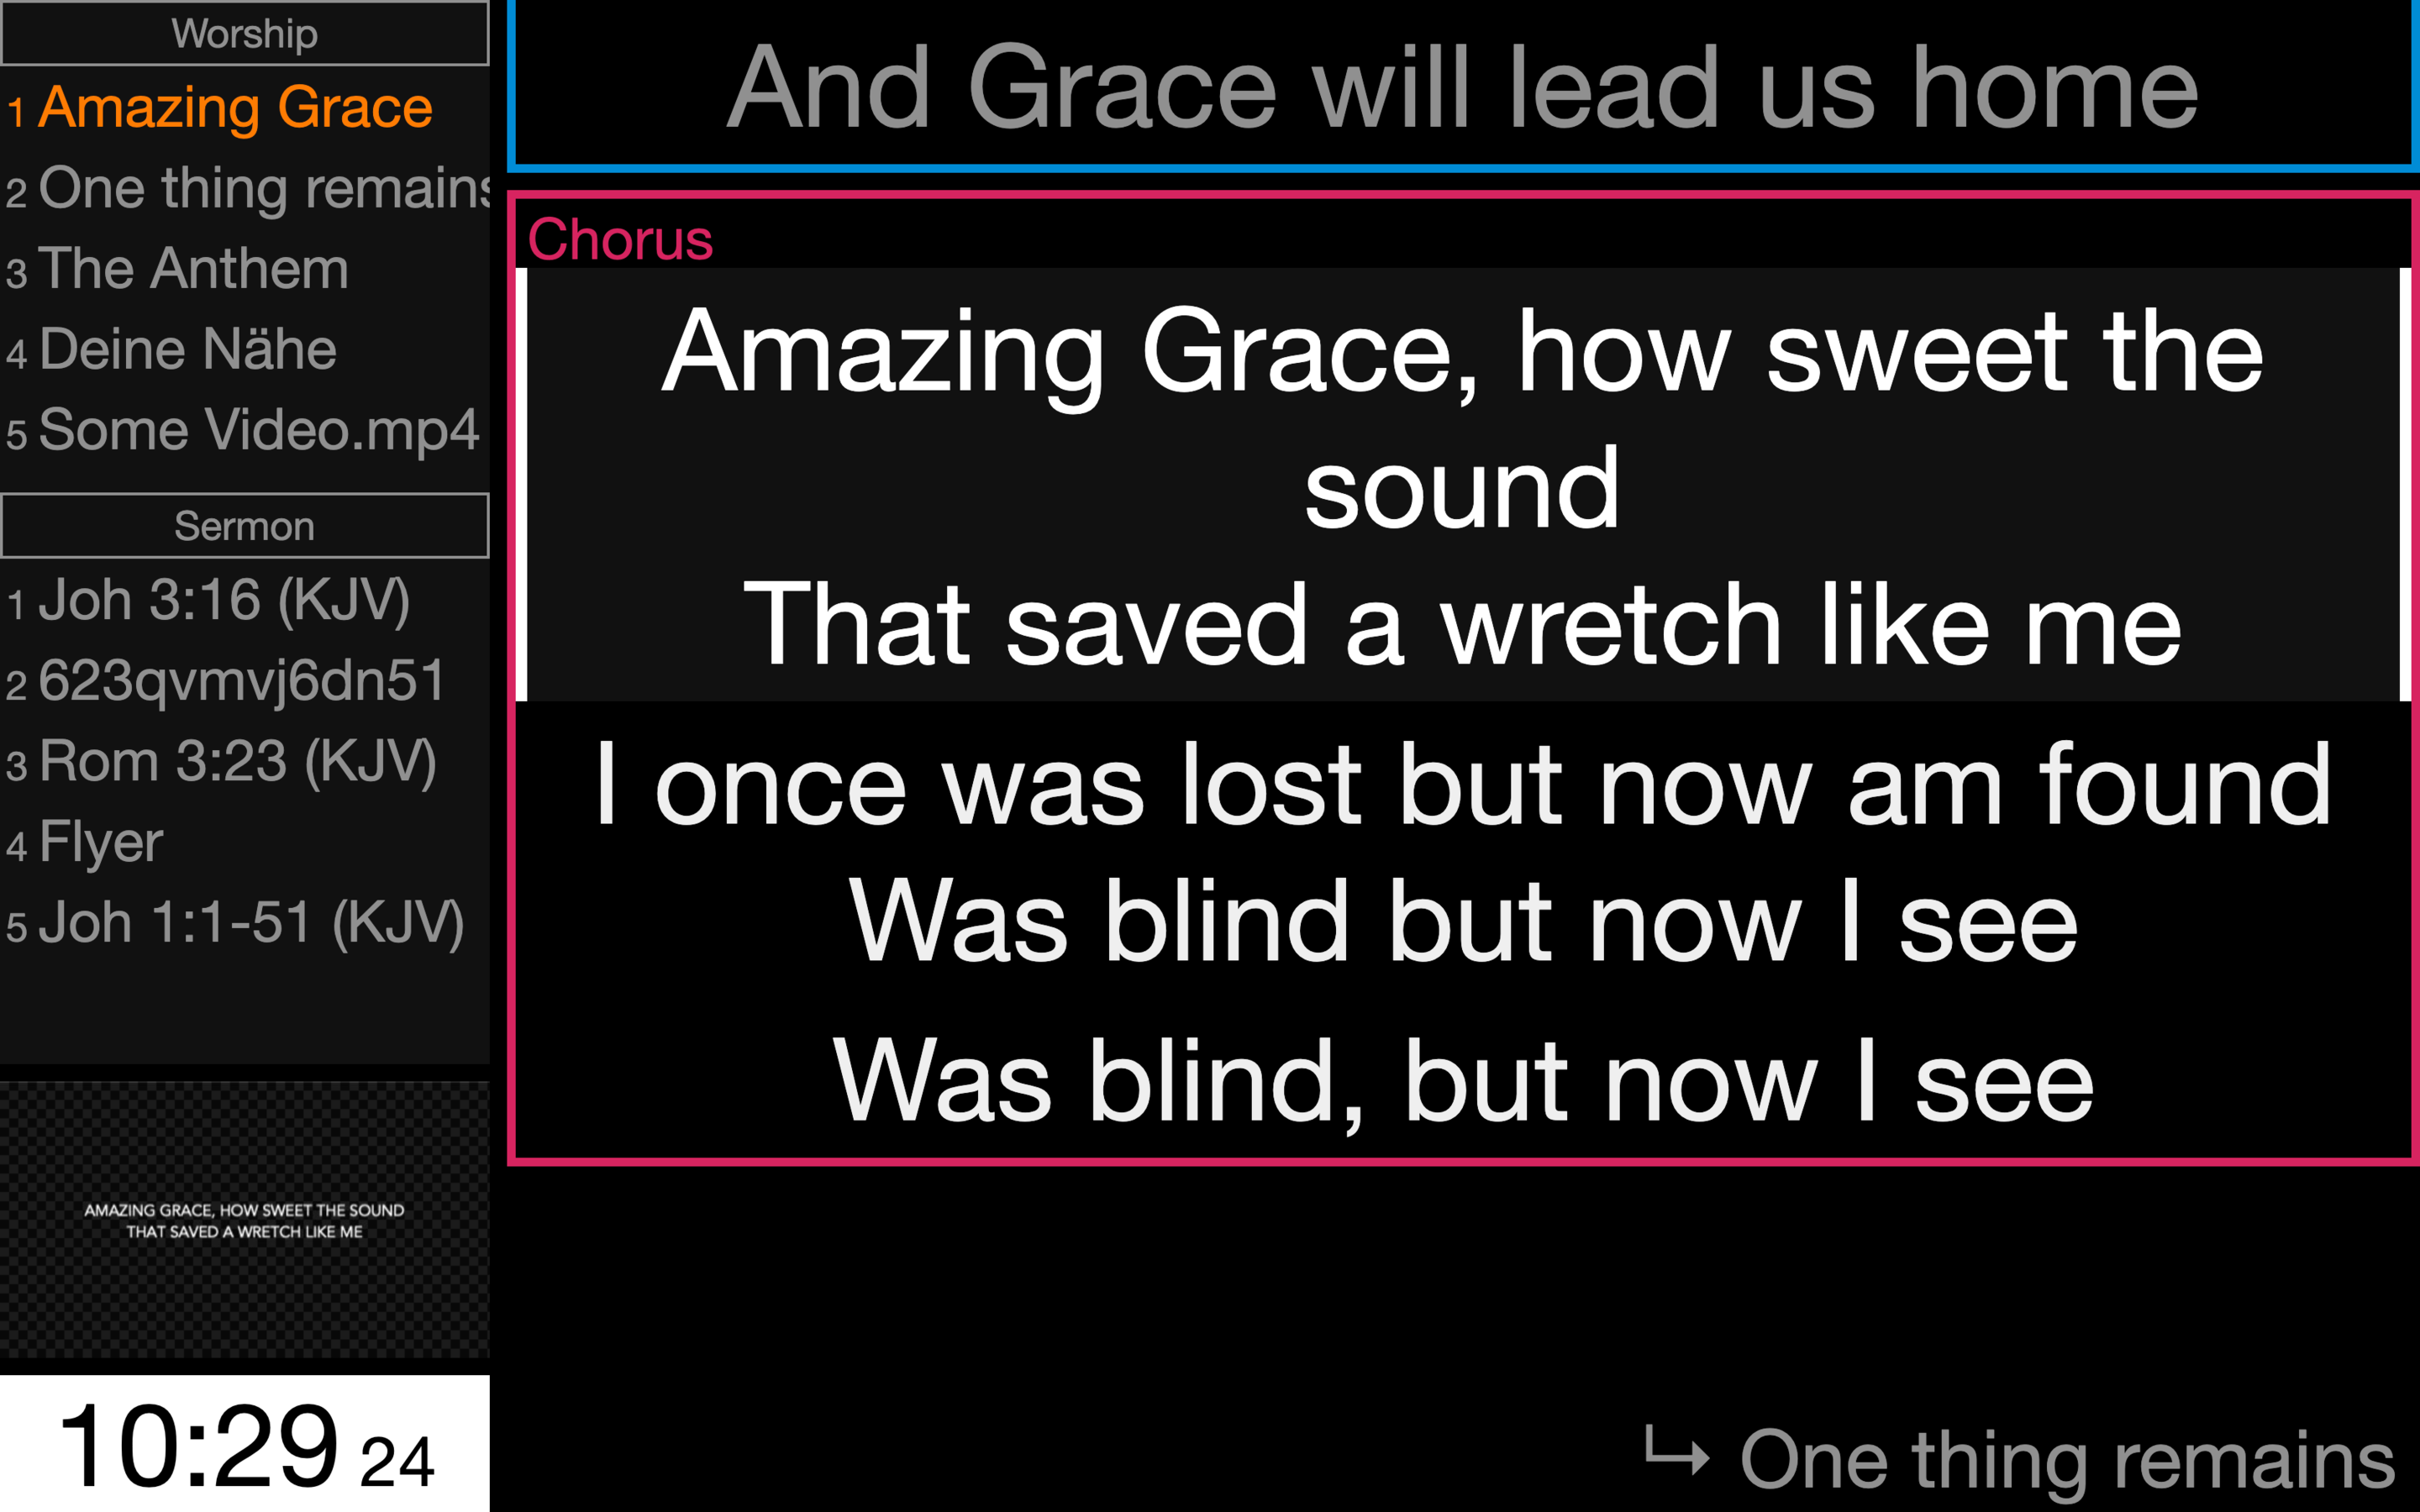 Worship
1 Amazing Grace
2 One thing remains
3 The Anthem
4 Deine Nähe
5 Some Video.mp4
Sermon
1 Joh 3:16 (KJV)
2 623qvmvj6dn51
3 Rom 3:23 (KJV)
4 Flyer
5 Joh 1:1-51 (KJV)
AMAZING GRACE, HOW SWEET THE SOUND
THAT SAVED A WRETCH LIKE ME
10:29 24
And Grace will lead us home
Chorus
Amazing Grace, how sweet the
sound
That saved a wretch like me
I once was lost but now am found
Was blind but now I see
Was blind, but now I see
↳ One thing remains